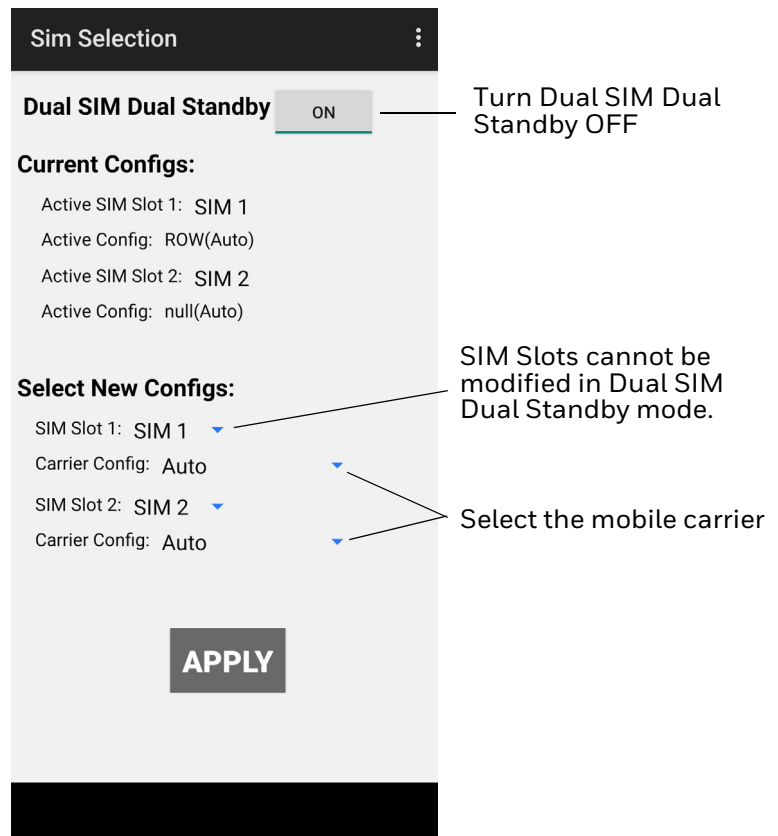 Sim Selection
Dual SIM Dual Standby
ON
Turn Dual SIM Dual
Standby OFF
Current Configs:
Active SIM Slot 1: SIM 1
Active Config: ROW(Auto)
Active SIM Slot 2: SIM 2
Active Config: null(Auto)
SIM Slots cannot be
modified in Dual SIM
Dual Standby mode.
Select New Configs:
SIM Slot 1: SIM 1
Carrier Config: Auto
SIM Slot 2: SIM 2
Carrier Config: Auto
Select the mobile carrier
APPLY